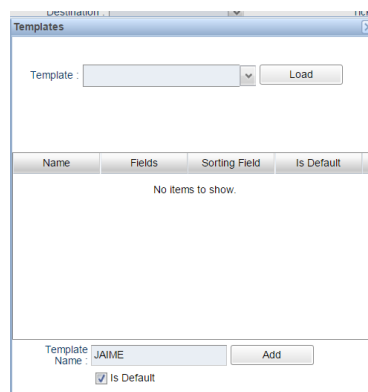 Destination :
Templates
Template :
Load
Name Fields Sorting Field Is Default
No items to show.
Template
Name :
JAIME
Add
Is Default